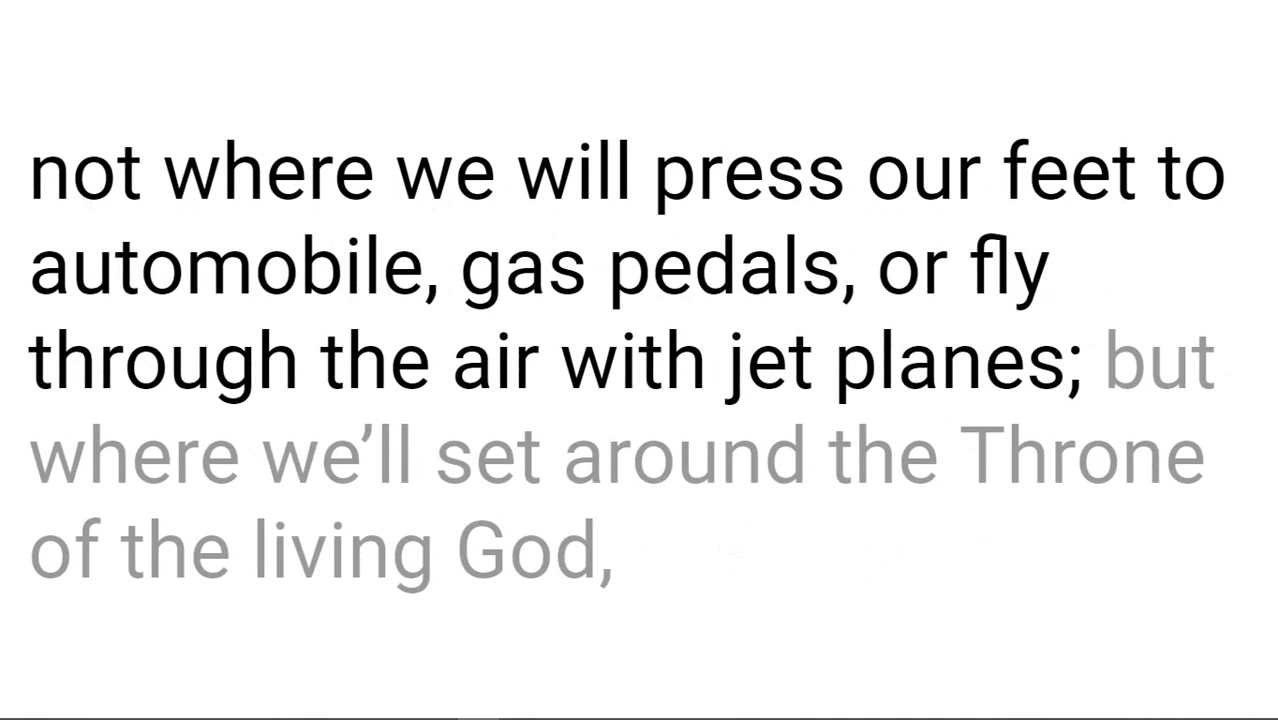 not where we will press our feet to
automobile, gas pedals, or fly
through the air with jet planes; but
where we’ll set around the Throne
of the living God,